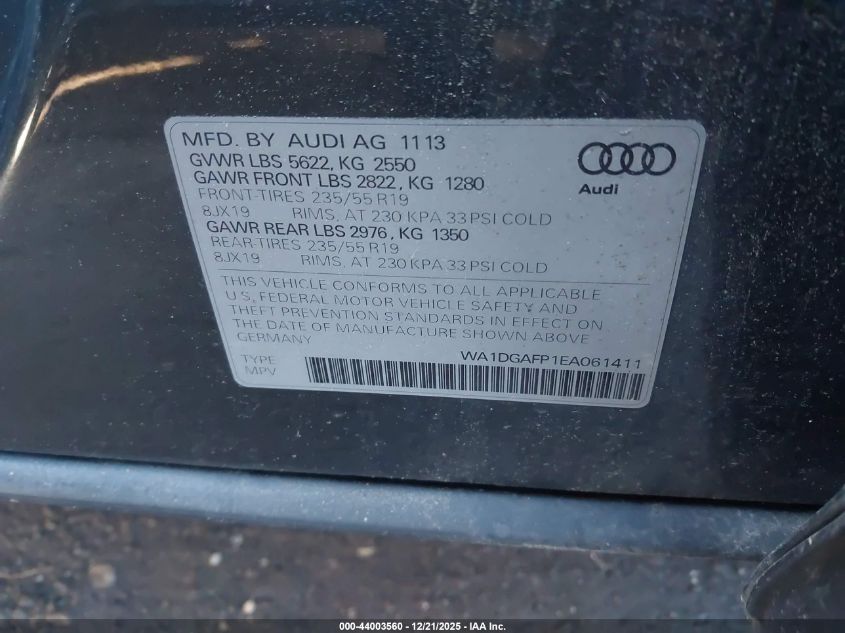 MFD. BY AUDI AG 11 13
GVWR LBS 5622, KG 2550
GAWR FRONT LBS 2822, KG 1280
FRONT-TIRES 235/55 R19
8JX19 RIMS, AT 230 KPA 33 PSI COLD
GAWR REAR LBS 2976, KG 1350
REAR-TIRES 235/55 R19
8JX19 RIMS, AT 230 KPA 33 PSI COLD
Audi
THIS VEHICLE CONFORMS TO ALL APPLICABLE
U.S. FEDERAL MOTOR VEHICLE SAFETY AND
THEFT PREVENTION STANDARDS IN EFFECT ON
THE DATE OF MANUFACTURE SHOWN ABOVE
GERMANY
TYPE WA1DGAFP1EA061411
MPV
000-44003560 - 12/21/2025 - IAA Inc.